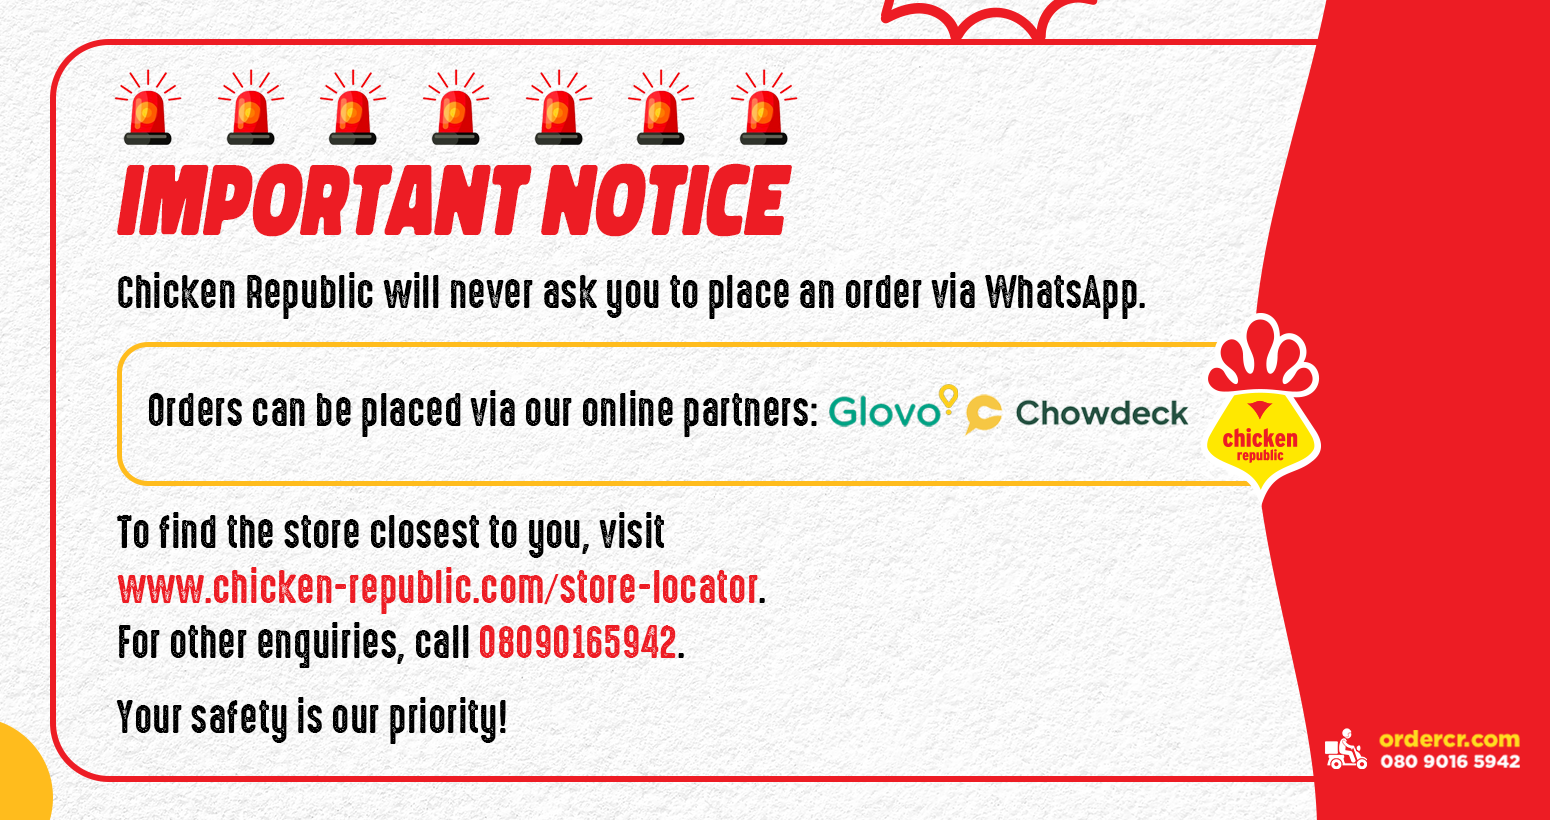 IMPORTANT NOTICE
Chicken Republic will never ask you to place an order via WhatsApp.
Orders can be placed via our online partners: Glovo Chowdeck
chicken
republic
To find the store closest to you, visit
www.chicken-republic.com/store-locator.
For other enquiries, call 08090165942.
Your safety is our priority!
ordercr.com
080 9016 5942